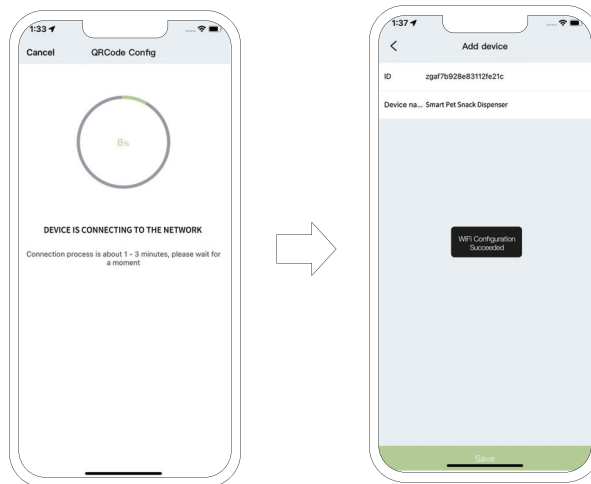 1:33
Cancel
QRCode Config
8%
DEVICE IS CONNECTING TO THE NETWORK
Connection process is about 1 - 3 minutes, please wait for
a moment
1:37
Add device
ID zgaf7b928e83112fe21c
Device na... Smart Pet Snack Dispenser
WiFi Configuration
Succeeded
Save